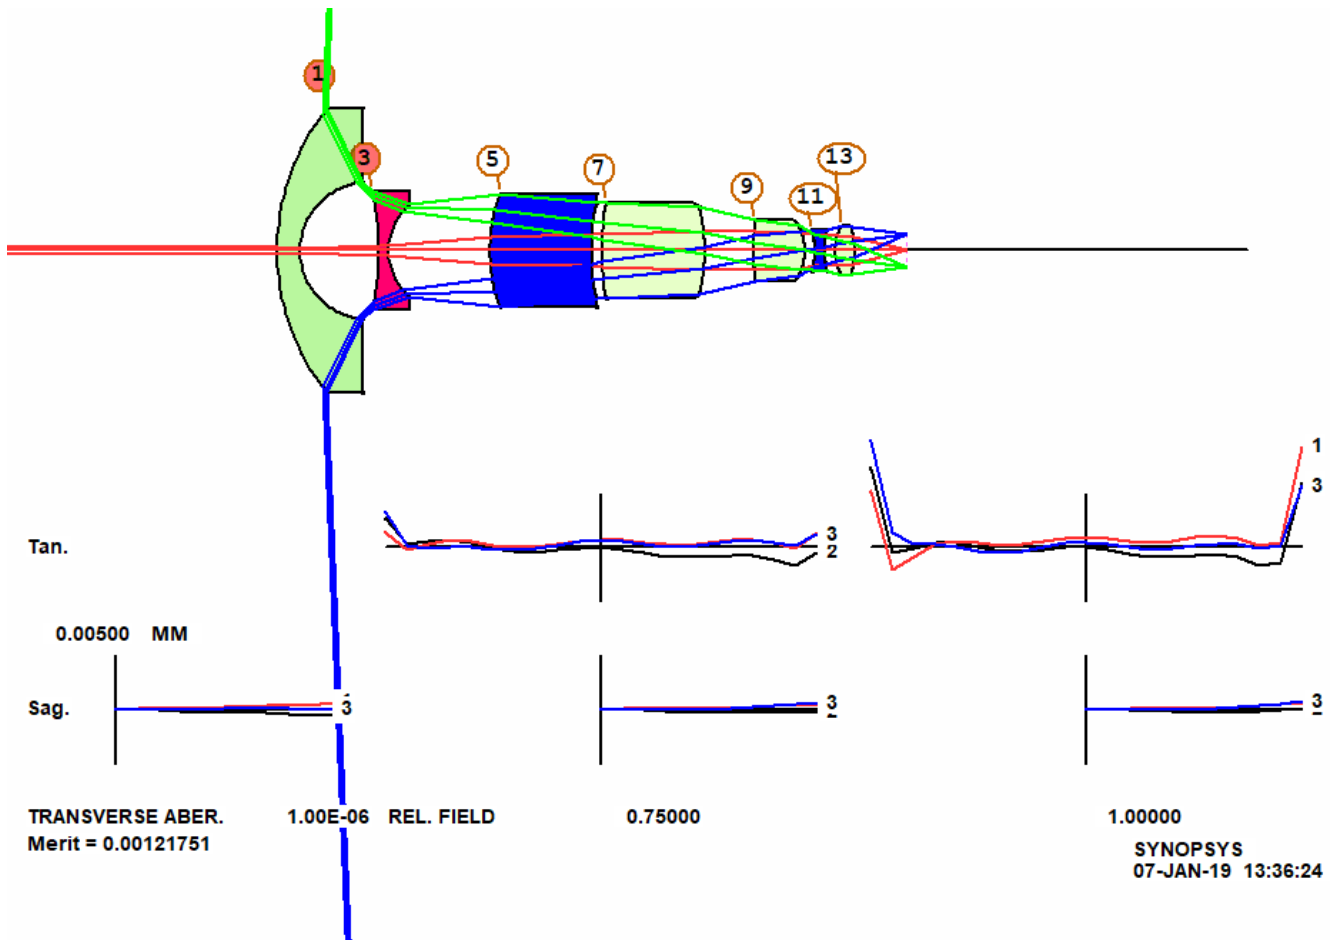 1
3
5
7
9
11
13
1
3
3
2
Tan.
0.00500 MM
Sag.
3
3
3
TRANSVERSE ABER. 1.00E-06 REL. FIELD 0.75000 1.00000
Merit = 0.00121751
SYNOPSYS
07-JAN-19 13:36:24